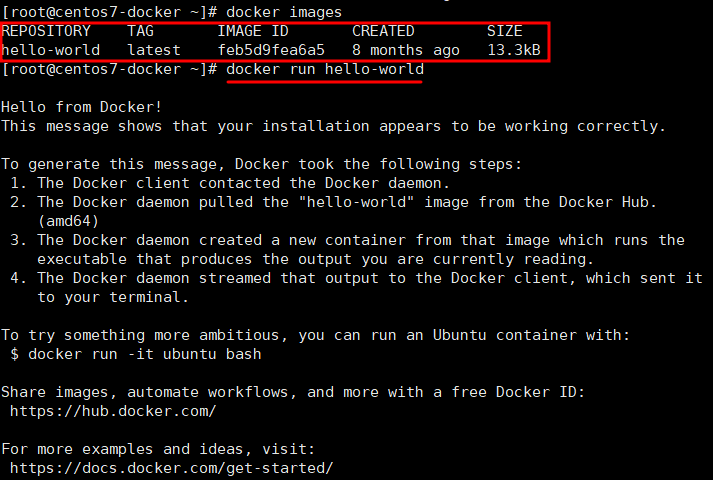 [root@centos7-docker ~]# docker images
REPOSITORY    TAG       IMAGE ID       CREATED        SIZE
hello-world   latest    feb5d9fea6a5   8 months ago   13.3kB
[root@centos7-docker ~]# docker run hello-world

Hello from Docker!
This message shows that your installation appears to be working correctly.

To generate this message, Docker took the following steps:
 1. The Docker client contacted the Docker daemon.
 2. The Docker daemon pulled the "hello-world" image from the Docker Hub.
    (amd64)
 3. The Docker daemon created a new container from that image which runs the
    executable that produces the output you are currently reading.
 4. The Docker daemon streamed that output to the Docker client, which sent it
    to your terminal.

To try something more ambitious, you can run an Ubuntu container with:
 $ docker run -it ubuntu bash

Share images, automate workflows, and more with a free Docker ID:
 https://hub.docker.com/

For more examples and ideas, visit:
 https://docs.docker.com/get-started/